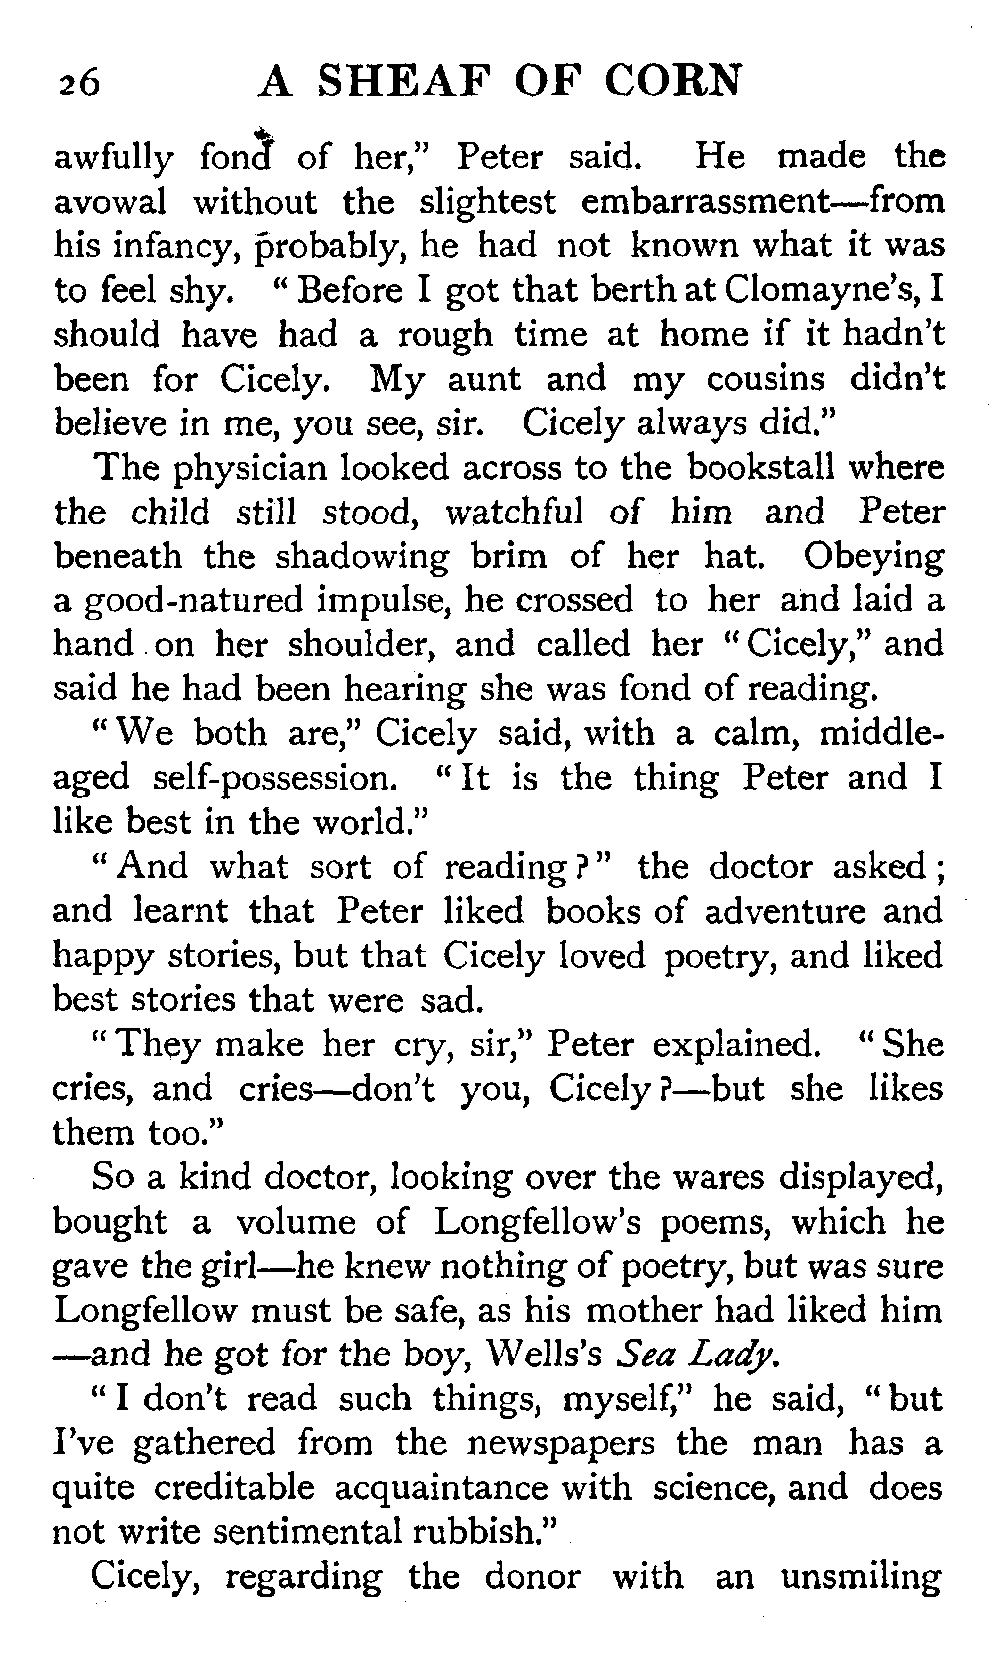 26 A SHEAF OF CORN
awfully fond of her,” Peter said. He made the
avowal without the slightest embarrassment—from
his infancy, probably, he had not known what it was
to feel shy. “Before I got that berth at Clomayne’s, I
should have had a rough time at home if it hadn’t
been for Cicely. My aunt and my cousins didn’t
believe in me, you see, sir. Cicely always did.”
The physician looked across to the bookstall where
the child still stood, watchful of him and Peter
beneath the shadowing brim of her hat. Obeying
a good-natured impulse, he crossed to her and laid a
hand on her shoulder, and called her “Cicely,” and
said he had been hearing she was fond of reading.
“We both are,” Cicely said, with a calm, middle-
aged self-possession. “It is the thing Peter and I
like best in the world.”
“And what sort of reading?” the doctor asked;
and learnt that Peter liked books of adventure and
happy stories, but that Cicely loved poetry, and liked
best stories that were sad.
“They make her cry, sir,” Peter explained. “She
cries, and cries—don’t you, Cicely?—but she likes
them too.”
So a kind doctor, looking over the wares displayed,
bought a volume of Longfellow’s poems, which he
gave the girl—he knew nothing of poetry, but was sure
Longfellow must be safe, as his mother had liked him
—and he got for the boy, Wells’s Sea Lady.
“I don’t read such things, myself,” he said, “but
I’ve gathered from the newspapers the man has a
quite creditable acquaintance with science, and does
not write sentimental rubbish.”
Cicely, regarding the donor with an unsmiling